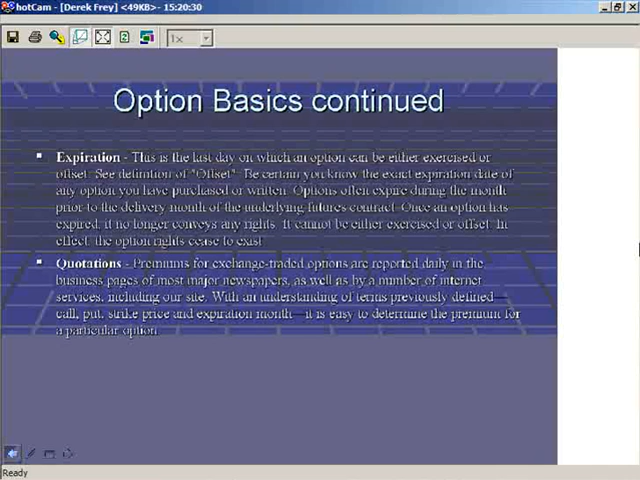 hotCam - [Derek Frey] <49KB> - 15:20:30
1x
Option Basics continued
Expiration - This is the last day on which an option can be either exercised or
offset. See definition of "Offset". Be certain you know the exact expiration date of
any option you have purchased or written. Options often expire during the month
prior to the delivery month of the underlying futures contract. Once an option has
expired, it no longer conveys any rights. It cannot be either exercised or offset. In
effect, the option rights cease to exist.
Quotations - Premiums for exchange-traded options are reported daily in the
business pages of most major newspapers, as well as by a number of internet
services, including our site. With an understanding of terms previously defined—
call, put, strike price and expiration month—it is easy to determine the premium for
a particular option.
Ready